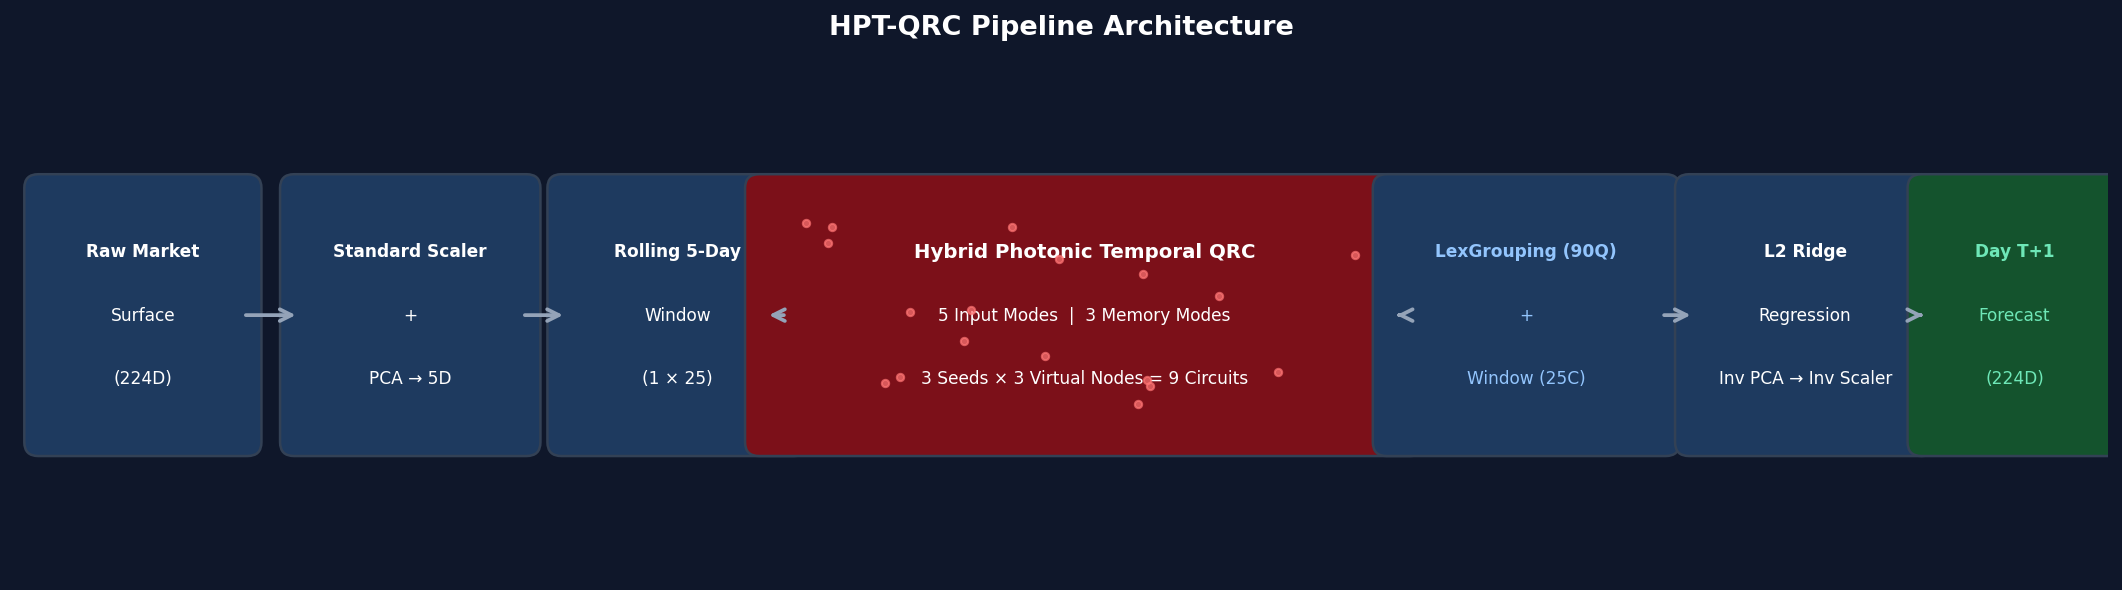 HPT-QRC Pipeline Architecture
Raw Market
Surface
(224D)
Standard Scaler
+
PCA → 5D
Rolling 5-Day
Window
(1 × 25)
Hybrid Photonic Temporal QRC
5 Input Modes | 3 Memory Modes
3 Seeds × 3 Virtual Nodes = 9 Circuits
LexGrouping (90Q)
+
Window (25C)
L2 Ridge
Regression
Inv PCA → Inv Scaler
Day T+1
Forecast
(224D)